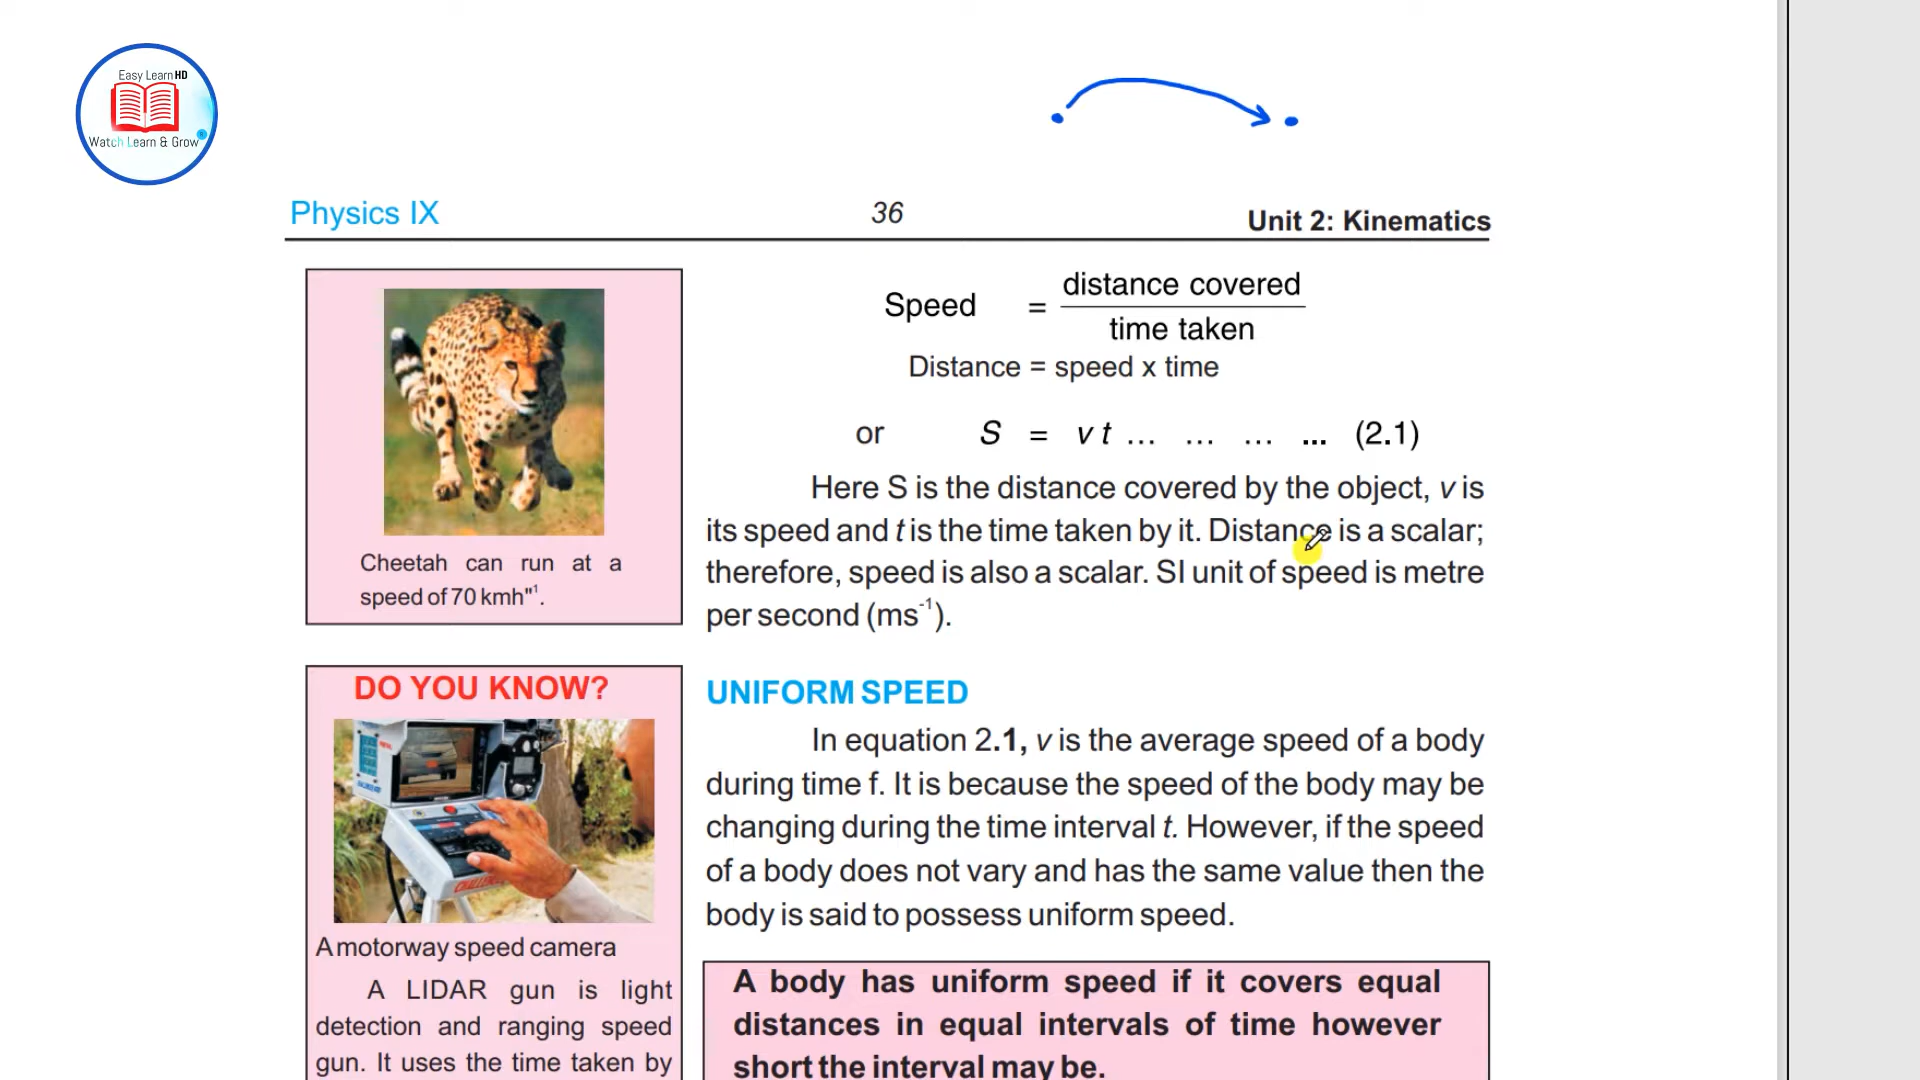 Easy Learn HD
Watch Learn & Grow
Physics IX
36
Unit 2: Kinematics
Speed = distance covered
time taken
Distance = speed x time
or S = v t ... ... ... ... (2.1)
Here S is the distance covered by the object, v is
its speed and t is the time taken by it. Distance is a scalar;
therefore, speed is also a scalar. SI unit of speed is metre
per second (ms-1).
Cheetah can run at a
speed of 70 kmh"1.
UNIFORM SPEED
In equation 2.1, v is the average speed of a body
during time f. It is because the speed of the body may be
changing during the time interval t. However, if the speed
of a body does not vary and has the same value then the
body is said to possess uniform speed.
A body has uniform speed if it covers equal
distances in equal intervals of time however
short the interval may be.
DO YOU KNOW?
A motorway speed camera
A LIDAR gun is light
detection and ranging speed
gun. It uses the time taken by